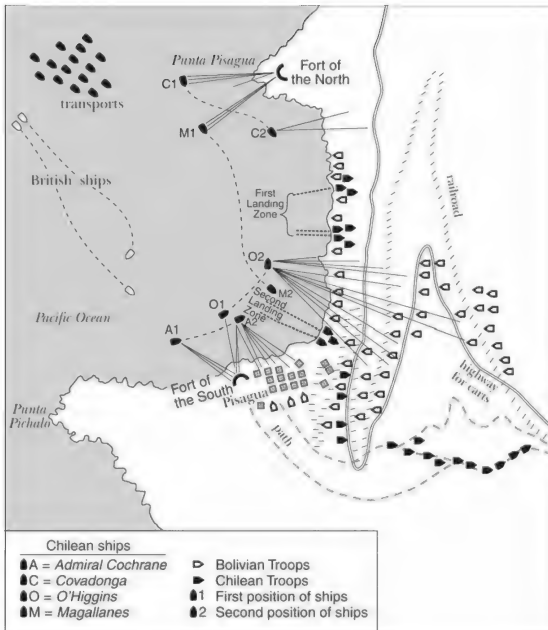 Punta Pisagua
Fort of
the North
C1
transports
M1
C2
British ships
First
Landing
Zone
railroad
O2
M2
Second
Landing
Zone
O1
A2
Pacific Ocean
A1
Fort of
the South
Pisagua
highway
for carts
Punta
Pichalo
path
Chilean ships
A = Admiral Cochrane
C = Covadonga
O = O'Higgins
M = Magallanes
Bolivian Troops
Chilean Troops
1 First position of ships
2 Second position of ships